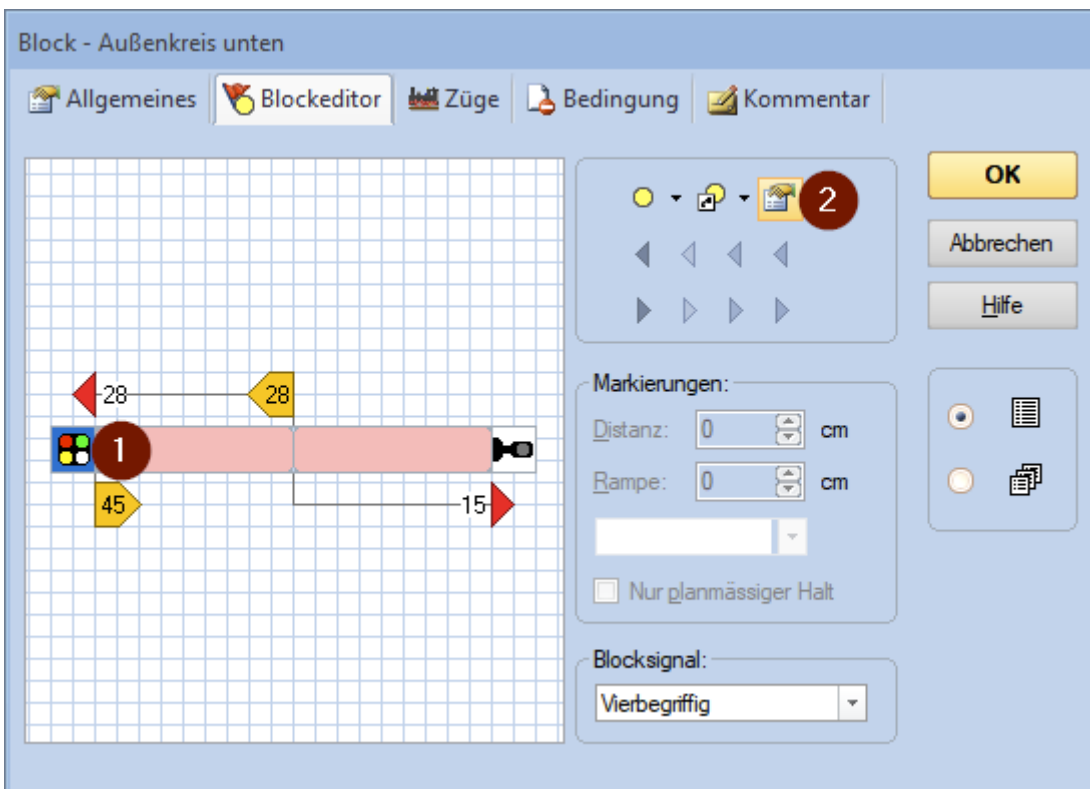 Block - Außenkreis unten
Allgemeines Blockeditor Züge Bedingung Kommentar
2
OK
Abbrechen
Hilfe
28 28
1
45 15
Markierungen:
Distanz: 0 cm
Rampe: 0 cm
Nur planmässiger Halt
Blocksignal:
Vierbegriffig